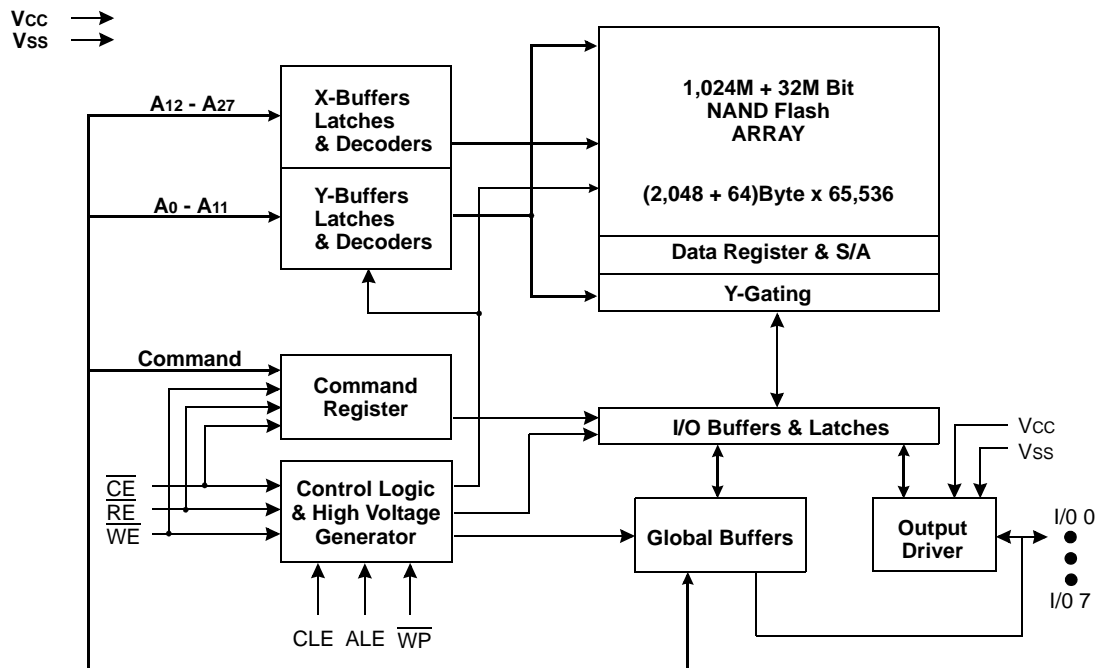 VCC
VSS
A12 - A27
X-Buffers
Latches
& Decoders
A0 - A11
Y-Buffers
Latches
& Decoders
1,024M + 32M Bit
NAND Flash
ARRAY
(2,048 + 64)Byte x 65,536
Data Register & S/A
Y-Gating
Command
Command
Register
I/O Buffers & Latches
VCC
VSS
CE
RE
WE
Control Logic
& High Voltage
Generator
Global Buffers
Output
Driver
I/0 0
I/0 7
CLE
ALE
WP